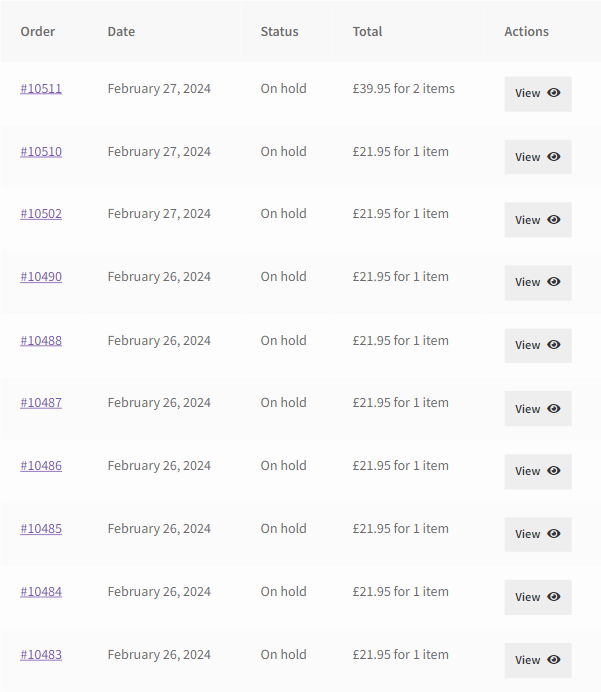 Order Date Status Total Actions
#10511 February 27, 2024 On hold £39.95 for 2 items View
#10510 February 27, 2024 On hold £21.95 for 1 item View
#10502 February 27, 2024 On hold £21.95 for 1 item View
#10490 February 26, 2024 On hold £21.95 for 1 item View
#10488 February 26, 2024 On hold £21.95 for 1 item View
#10487 February 26, 2024 On hold £21.95 for 1 item View
#10486 February 26, 2024 On hold £21.95 for 1 item View
#10485 February 26, 2024 On hold £21.95 for 1 item View
#10484 February 26, 2024 On hold £21.95 for 1 item View
#10483 February 26, 2024 On hold £21.95 for 1 item View